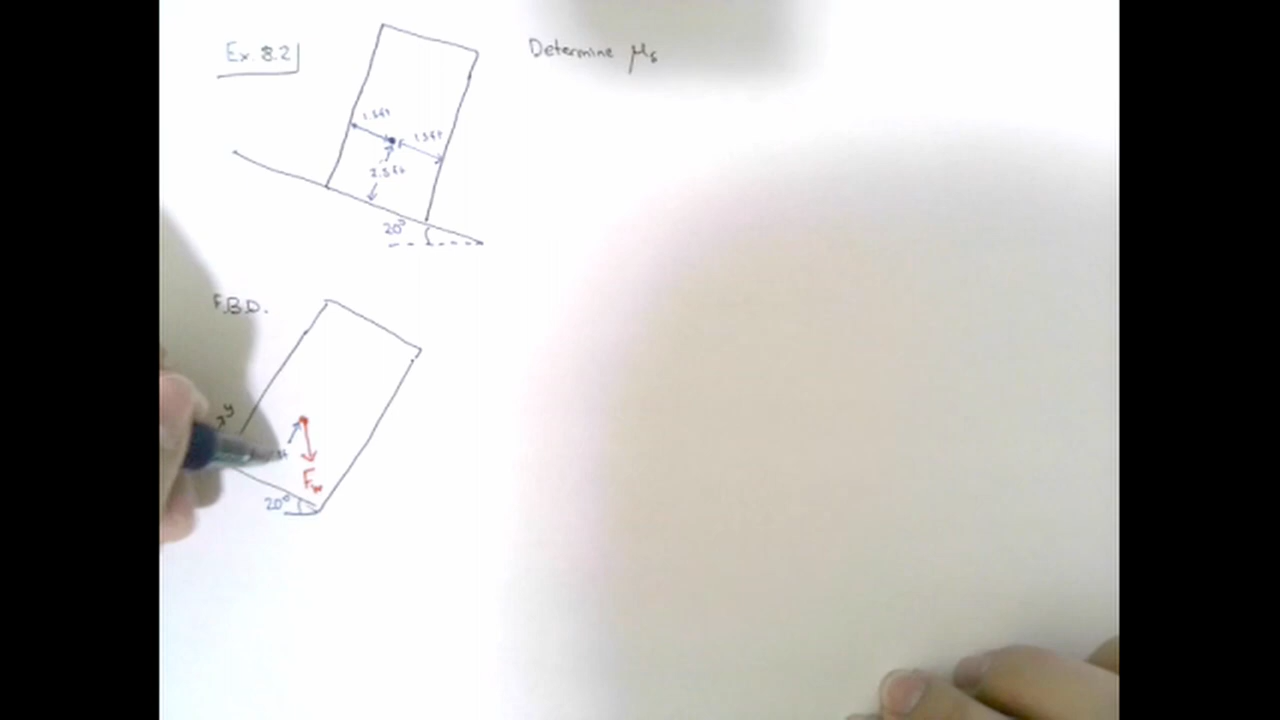 Ex. 8.2
Determine μs
1.5ft
1.5ft
2.5ft
20°
F.B.D.
y
Fw
20°